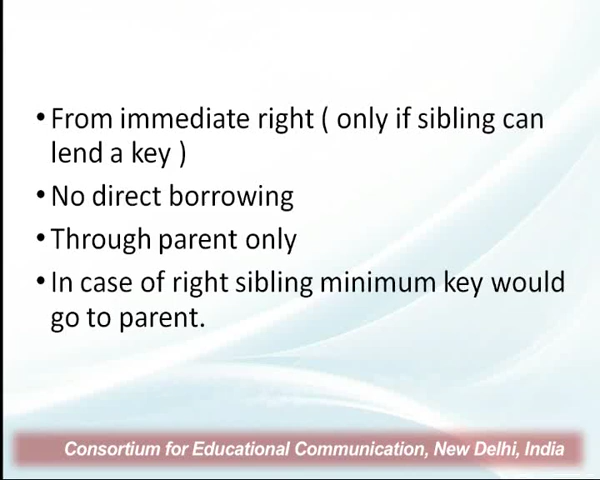 • From immediate right ( only if sibling can
lend a key )
• No direct borrowing
• Through parent only
• In case of right sibling minimum key would
go to parent.
Consortium for Educational Communication, New Delhi, India